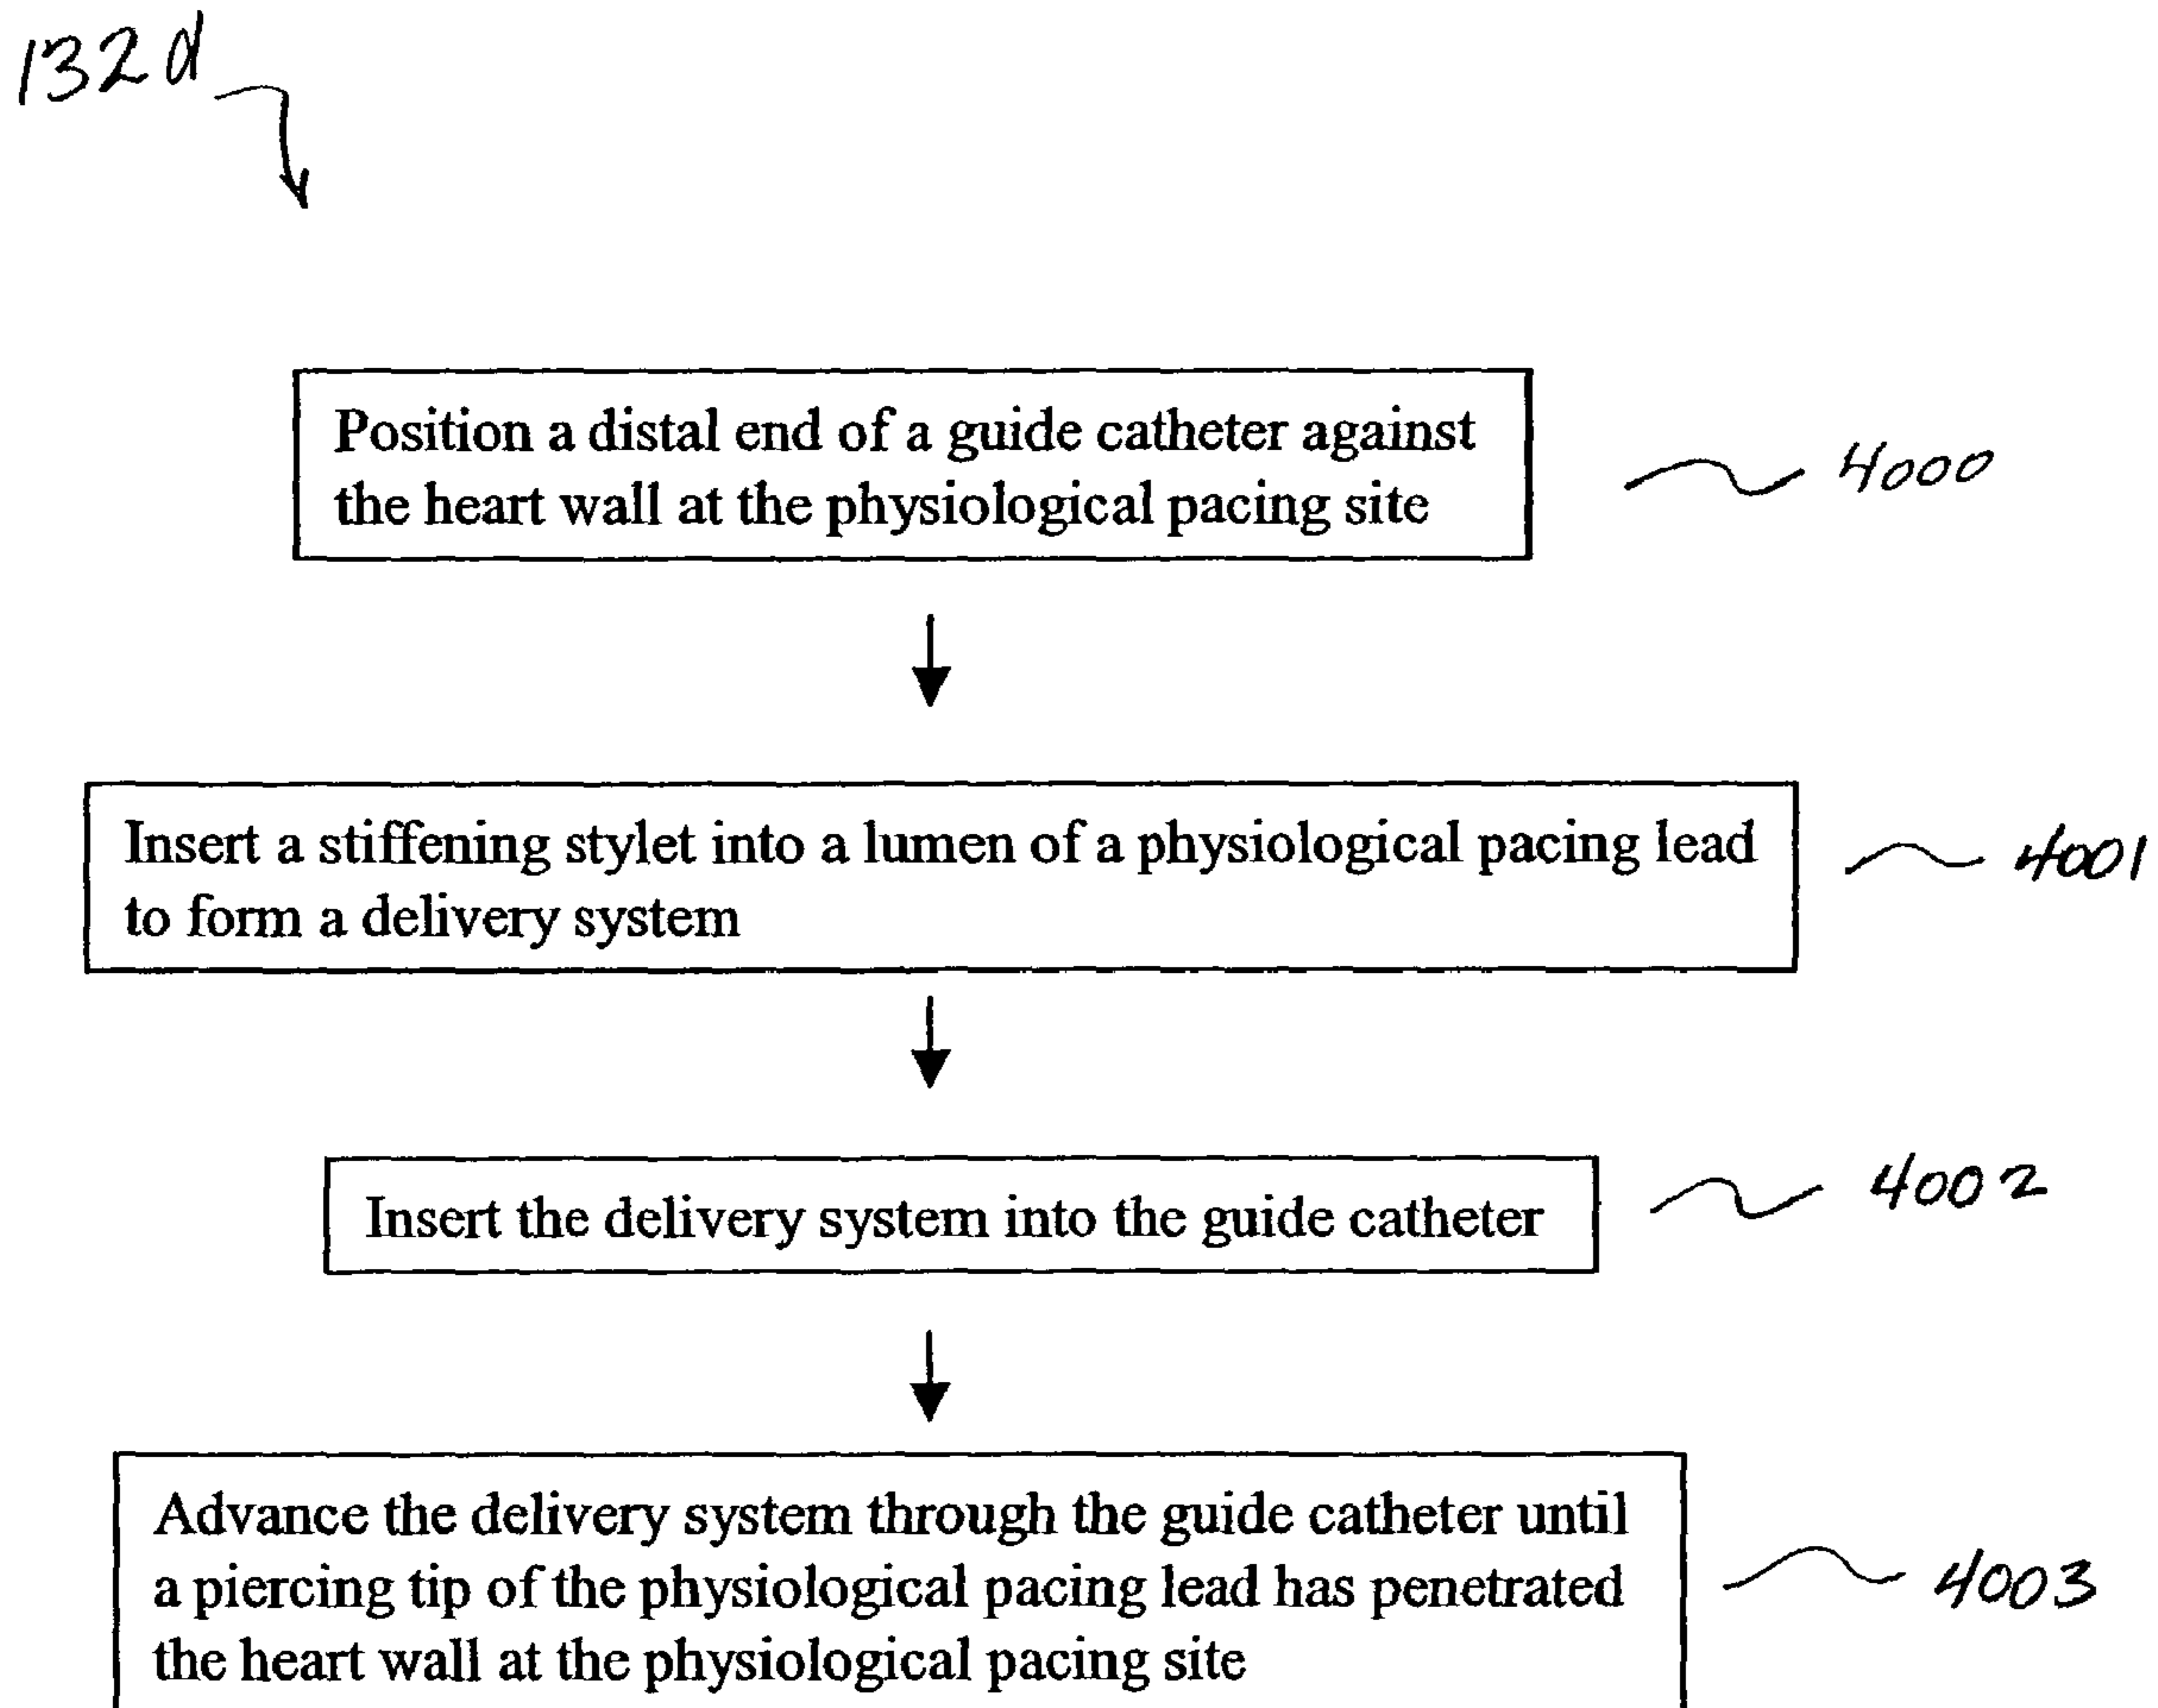 132d
Position a distal end of a guide catheter against
the heart wall at the physiological pacing site
4000
Insert a stiffening stylet into a lumen of a physiological pacing lead
to form a delivery system
4001
Insert the delivery system into the guide catheter
4002
Advance the delivery system through the guide catheter until
a piercing tip of the physiological pacing lead has penetrated
the heart wall at the physiological pacing site
4003